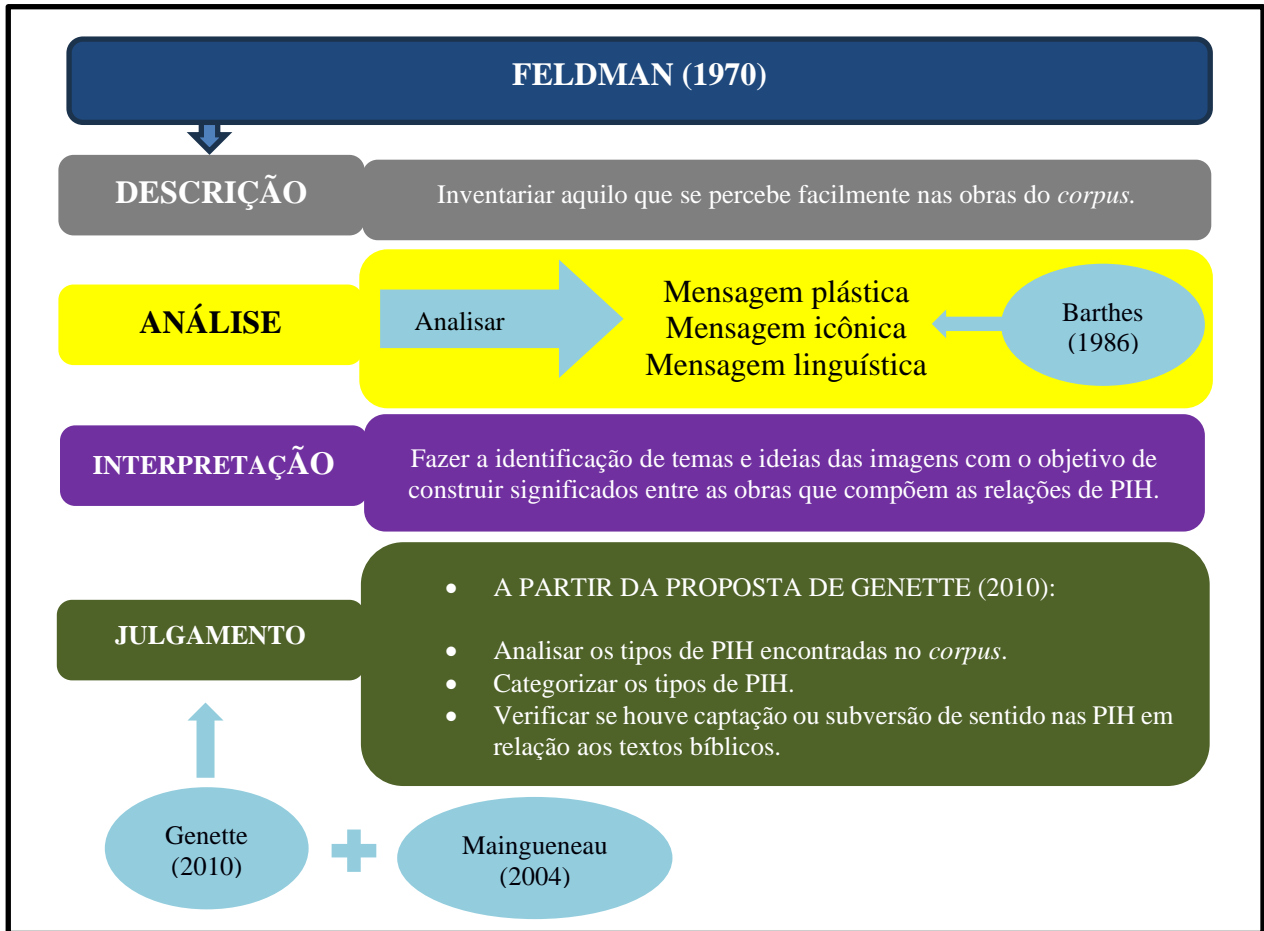 FELDMAN (1970)
DESCRIÇÃO
Inventariar aquilo que se percebe facilmente nas obras do corpus.
ANÁLISE
Analisar
Mensagem plástica
Mensagem icônica
Mensagem linguística
Barthes
(1986)
INTERPRETAÇÃO
Fazer a identificação de temas e ideias das imagens com o objetivo de
construir significados entre as obras que compõem as relações de PIH.
JULGAMENTO
• A PARTIR DA PROPOSTA DE GENETTE (2010):
• Analisar os tipos de PIH encontradas no corpus.
• Categorizar os tipos de PIH.
• Verificar se houve captação ou subversão de sentido nas PIH em
relação aos textos bíblicos.
Genette
(2010)
Maingueneau
(2004)